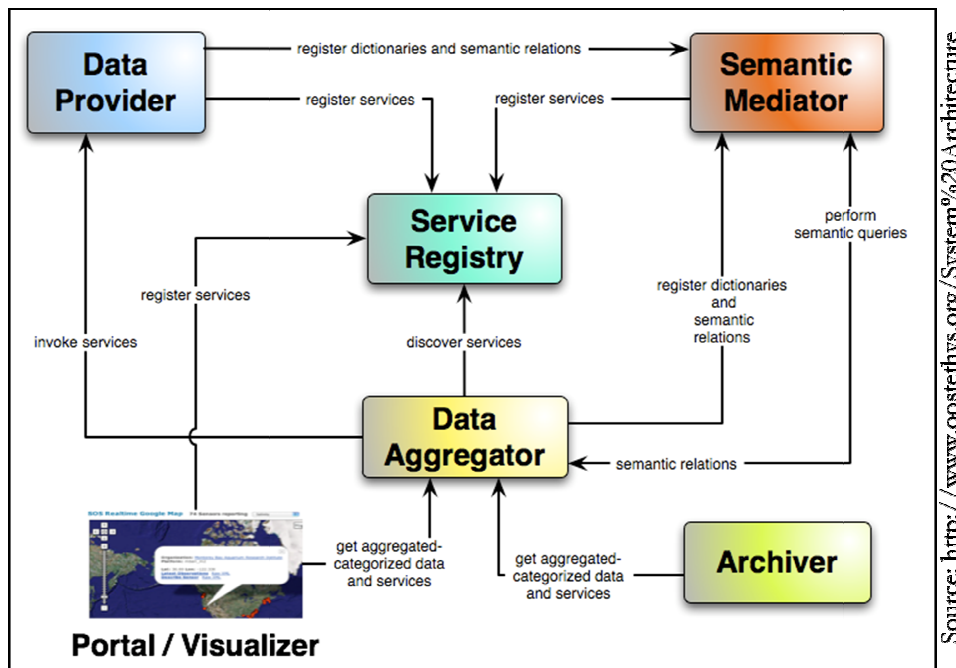 Data
Provider
register dictionaries and semantic relations
Semantic
Mediator
register services
register services
Service
Registry
perform
semantic queries
register services
register dictionaries
and
semantic
relations
invoke services
discover services
Data
Aggregator
semantic relations
SOS Realtime Google Map
get aggregated-
categorized data
and services
get aggregated-
categorized data
and services
Archiver
Portal / Visualizer
Source: http://www.oostethys.org/System%20Architecture